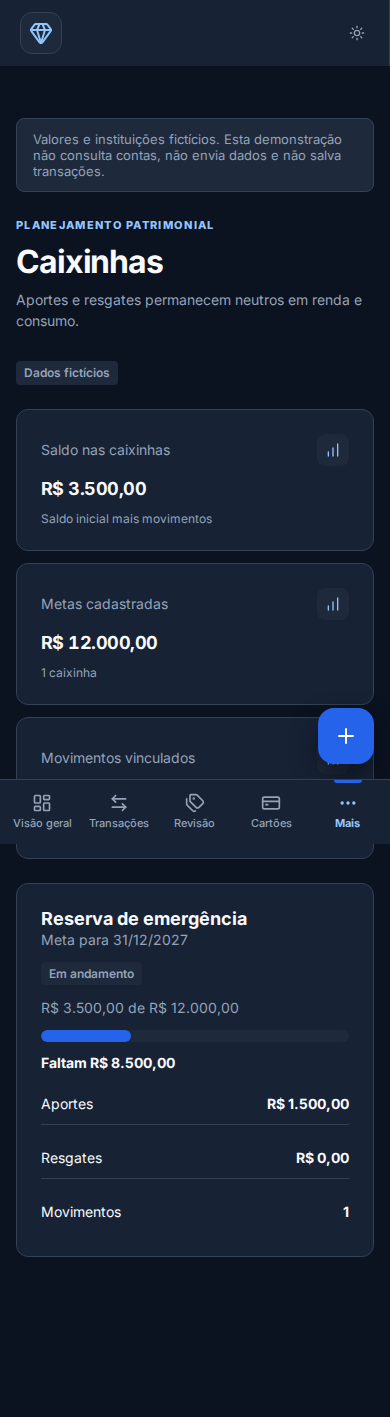 Valores e instituições fictícios. Esta demonstração
não consulta contas, não envia dados e não salva
transações.
PLANEJAMENTO PATRIMONIAL
Caixinhas
Aportes e resgates permanecem neutros em renda e
consumo.
Dados fictícios
Saldo nas caixinhas
R$ 3.500,00
Saldo inicial mais movimentos
Metas cadastradas
R$ 12.000,00
1 caixinha
Movimentos vinculados
Visão geral
Transações
Revisão
Cartões
Mais
Reserva de emergência
Meta para 31/12/2027
Em andamento
R$ 3.500,00 de R$ 12.000,00
Faltam R$ 8.500,00
Aportes R$ 1.500,00
Resgates R$ 0,00
Movimentos 1